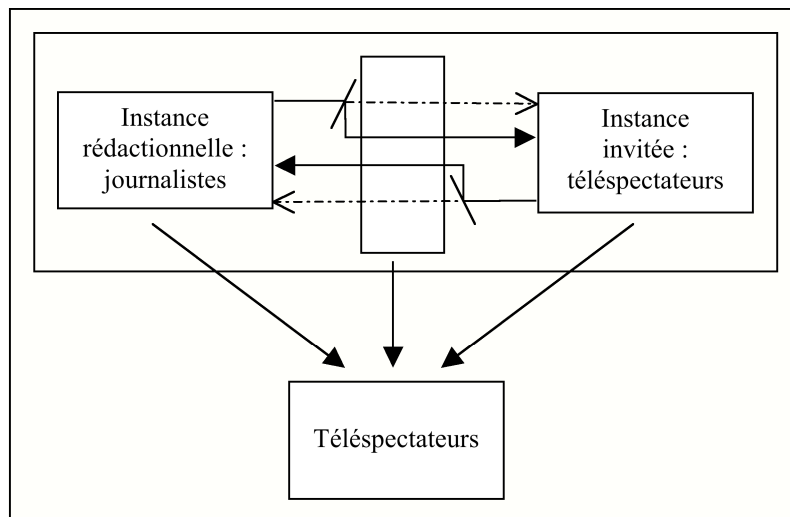 Instance
rédactionnelle :
journalistes
Instance
invitée :
téléspectateurs
Téléspectateurs